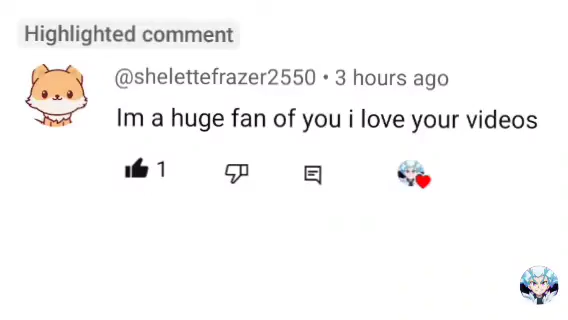 Highlighted comment
@shelettefrazer2550 • 3 hours ago
Im a huge fan of you i love your videos
1